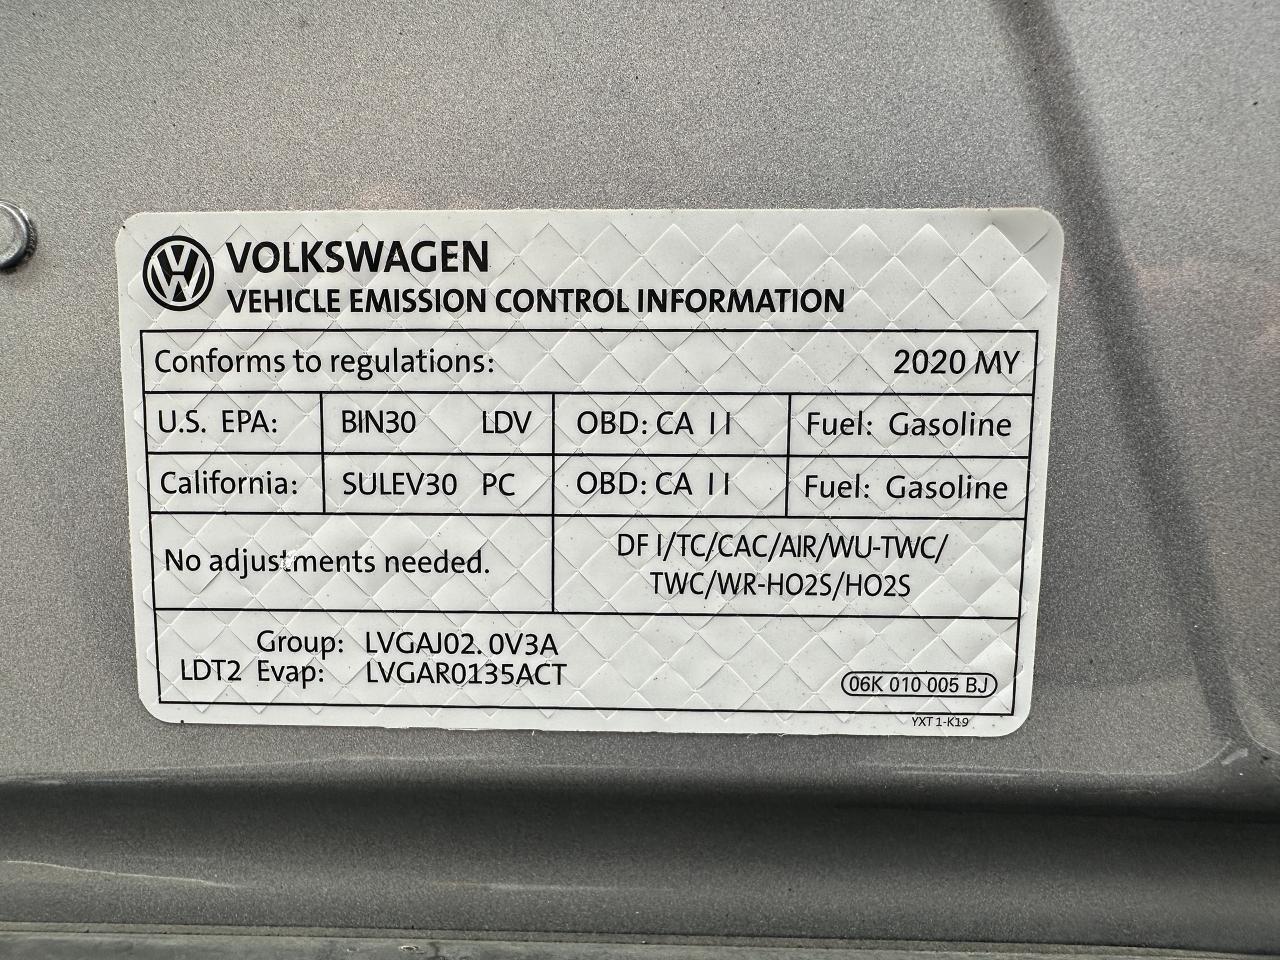 VOLKSWAGEN
VEHICLE EMISSION CONTROL INFORMATION
Conforms to regulations: 2020 MY
U.S. EPA: BIN30 LDV OBD: CA II Fuel: Gasoline
California: SULEV30 PC OBD: CA II Fuel: Gasoline
No adjustments needed.
DFI/TC/CAC/AIR/WU-TWC/
TWC/WR-HO2S/HO2S
Group: LVGAJ02.0V3A
LDT2 Evap: LVGAR0135ACT
06K 010 005 BJ
YXT 1-K19